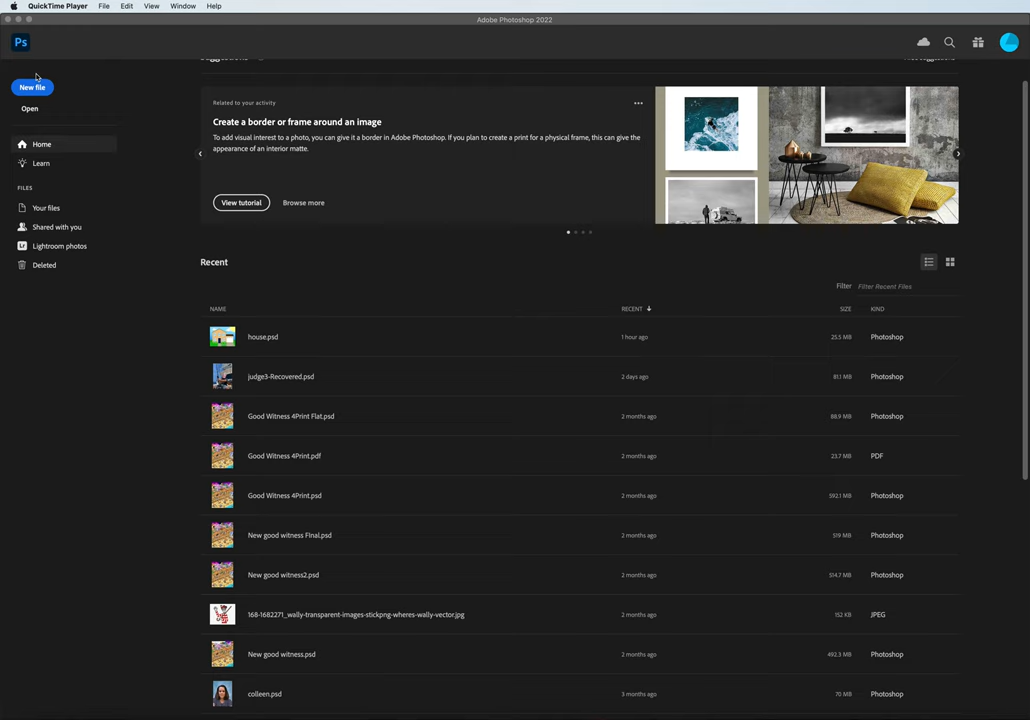 QuickTime Player File Edit View Window Help
Adobe Photoshop 2022
Ps
New file
Open
Home
Learn
FILES
Your files
Shared with you
Lr Lightroom photos
Deleted
Related to your activity
Create a border or frame around an image
To add visual interest to a photo, you can give it a border in Adobe Photoshop. If you plan to create a print for a physical frame, this can give the
appearance of an interior matte.
View tutorial Browse more
Recent
Filter Filter Recent Files
NAME RECENT SIZE KIND
house.psd 1 hour ago 25.5 MB Photoshop
judge3-Recovered.psd 2 days ago 81.1 MB Photoshop
Good Witness 4Print Flat.psd 2 months ago 88.9 MB Photoshop
Good Witness 4Print.pdf 2 months ago 23.7 MB PDF
Good Witness 4Print.psd 2 months ago 592.1 MB Photoshop
New good witness FInal.psd 2 months ago 519 MB Photoshop
New good witness2.psd 2 months ago 514.7 MB Photoshop
168-1682271_wally-transparent-images-stickpng-wheres-wally-vector.jpg 2 months ago 152 KB JPEG
New good witness.psd 2 months ago 492.3 MB Photoshop
colleen.psd 3 months ago 70 MB Photoshop